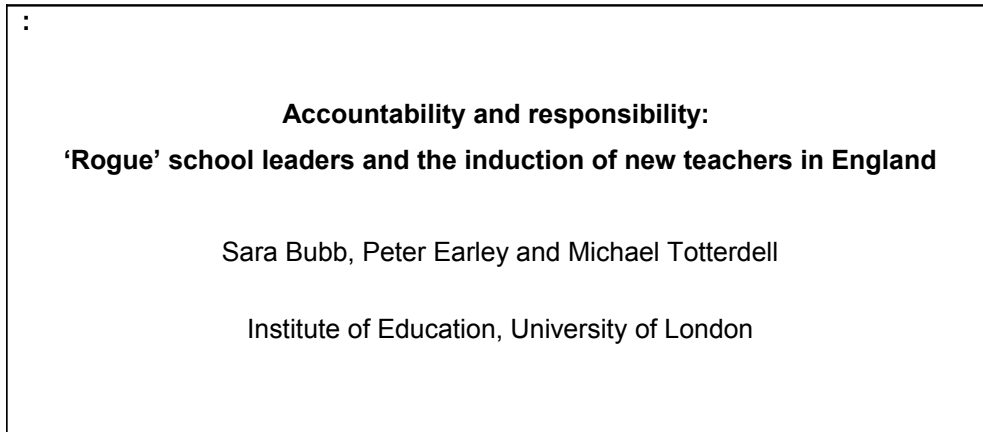 :
Accountability and responsibility:
‘Rogue’ school leaders and the induction of new teachers in England
Sara Bubb, Peter Earley and Michael Totterdell
Institute of Education, University of London